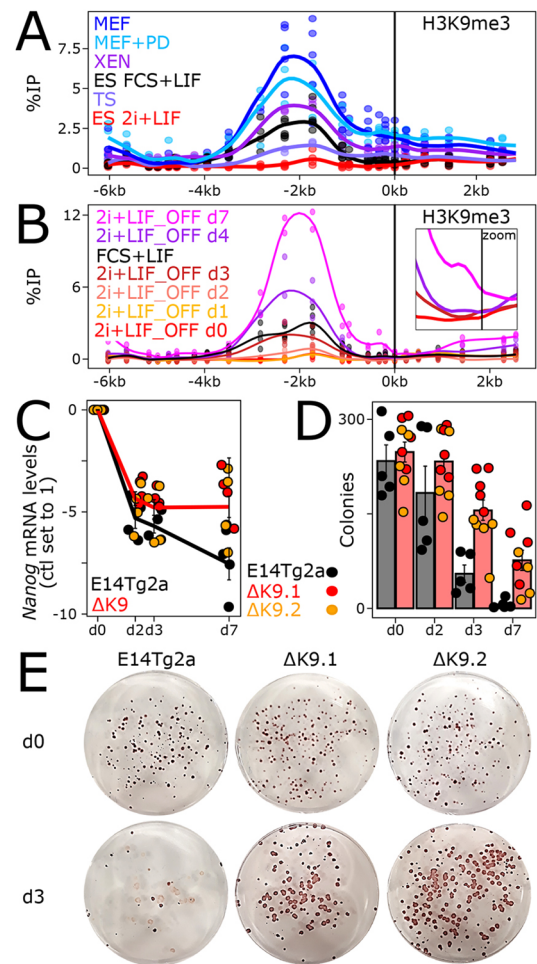 A
H3K9me3
MEF
MEF+PD
XEN
ES FCS+LIF
TS
ES 2i+LIF
%IP
7.5
5
2.5
0
-6kb
-4kb
-2kb
0kb
2kb
B
H3K9me3
2i+LIF_OFF d7
2i+LIF_OFF d4
FCS+LIF
2i+LIF_OFF d3
2i+LIF_OFF d2
2i+LIF_OFF d1
2i+LIF_OFF d0
zoom
%IP
12
6
0
-6kb
-4kb
-2kb
0kb
2kb
C
Nanog mRNA levels
(ctl set to 1)
0
-5
-10
E14Tg2a
ΔK9
d0
d2
d3
d7
D
Colonies
300
0
E14Tg2a
ΔK9.1
ΔK9.2
d0
d2
d3
d7
E
E14Tg2a
ΔK9.1
ΔK9.2
d0
d3